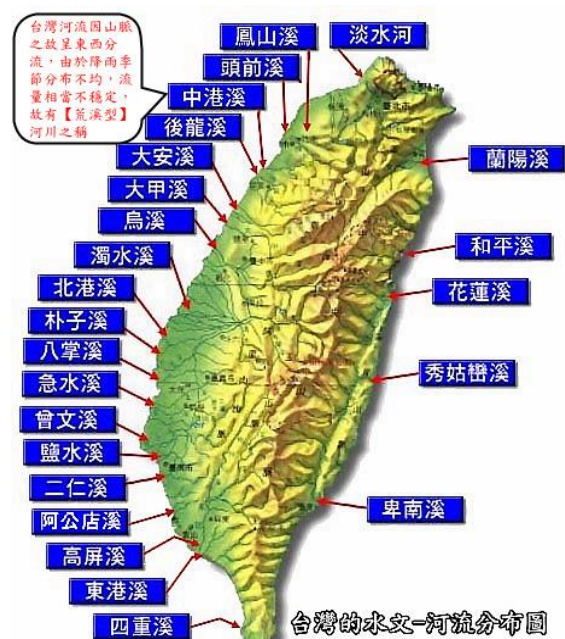 台灣河流因山脈
之故呈東西分
流,由於降雨季
節分布不均,流
量相當不穩定,
故有【荒溪型】
河川之稱
鳳山溪
淡水河
頭前溪
中港溪
後龍溪
大安溪
大甲溪
烏溪
濁水溪
北港溪
朴子溪
八掌溪
急水溪
曾文溪
鹽水溪
二仁溪
阿公店溪
高屏溪
東港溪
四重溪
蘭陽溪
和平溪
花蓮溪
秀姑巒溪
卑南溪
臺北市
台灣的水文-河流分布圖